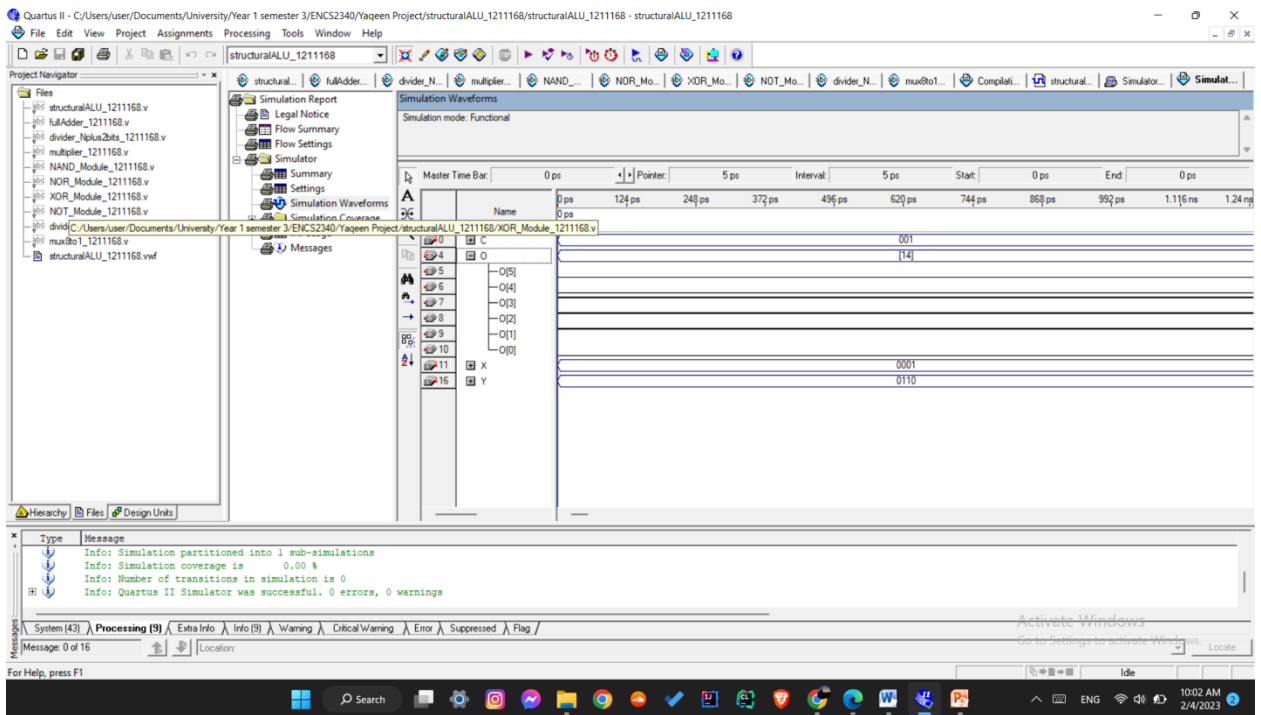 Quartus II - C:/Users/user/Documents/University/Year 1 semester 3/ENCS2340/Yaqeen Project/structuralALU_1211168/structuralALU_1211168 - structuralALU_1211168
File Edit View Project Assignments Processing Tools Window Help
structuralALU_1211168
Project Navigator
structural... fullAdder... divider_N... multiplier... NAND_... NOR_Mo... XOR_Mo... NOT_Mo... divider_N... mux8to1... Compilati... structural... Simulator... Simulat...
Files
structuralALU_1211168.v
fullAdder_1211168.v
divider_Nplus2bits_1211168.v
multiplier_1211168.v
NAND_Module_1211168.v
NOR_Module_1211168.v
XOR_Module_1211168.v
NOT_Module_1211168.v
divid
C:/Users/user/Documents/University/Year 1 semester 3/ENCS2340/Yaqeen Project/structuralALU_1211168/XOR_Module_1211168.v
mux8to1_1211168.v
structuralALU_1211168.vwf
Simulation Report
Legal Notice
Flow Summary
Flow Settings
Simulator
Summary
Settings
Simulation Waveforms
Simulation Coverage
Messages
Simulation Waveforms
Simulation mode: Functional
Master Time Bar: 0 ps Pointer: 5 ps Interval: 5 ps Start: 0 ps End: 0 ps
Name
0 ps 124 ps 248 ps 372 ps 496 ps 620 ps 744 ps 868 ps 992 ps 1.116 ns 1.24 ns
0 ps
0 C 001
4 O [14]
5 O[5]
6 O[4]
7 O[3]
8 O[2]
9 O[1]
10 O[0]
11 X 0001
16 Y 0110
Hierarchy Files Design Units
Type Message
Info: Simulation partitioned into 1 sub-simulations
Info: Simulation coverage is 0.00 %
Info: Number of transitions in simulation is 0
Info: Quartus II Simulator was successful. 0 errors, 0 warnings
System (43) Processing (9) Extra Info Info (9) Warning Critical Warning Error Suppressed Flag
Messages
Message: 0 of 16 Location: Locate
Activate Windows
Go to Settings to activate Windows.
For Help, press F1
Idle
Search
ENG
10:02 AM
2/4/2023
2